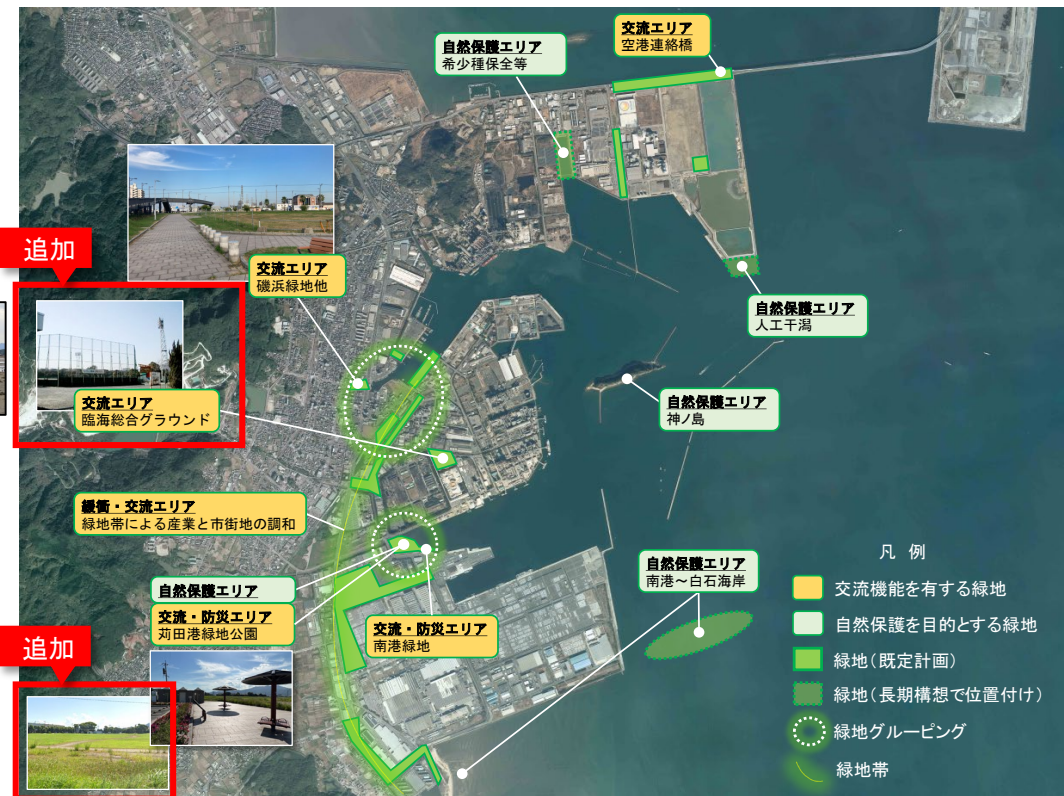 自然保護エリア
希少種保全等
交流エリア
空港連絡橋
追加
交流エリア
磯浜緑地他
自然保護エリア
人工干潟
交流エリア
臨海総合グラウンド
自然保護エリア
神ノ島
緩衝・交流エリア
緑地帯による産業と市街地の調和
自然保護エリア
南港～白石海岸
自然保護エリア
交流・防災エリア
苅田港緑地公園
交流・防災エリア
南港緑地
追加
凡 例
交流機能を有する緑地
自然保護を目的とする緑地
緑地（既定計画）
緑地（長期構想で位置付け）
緑地グルーピング
緑地帯